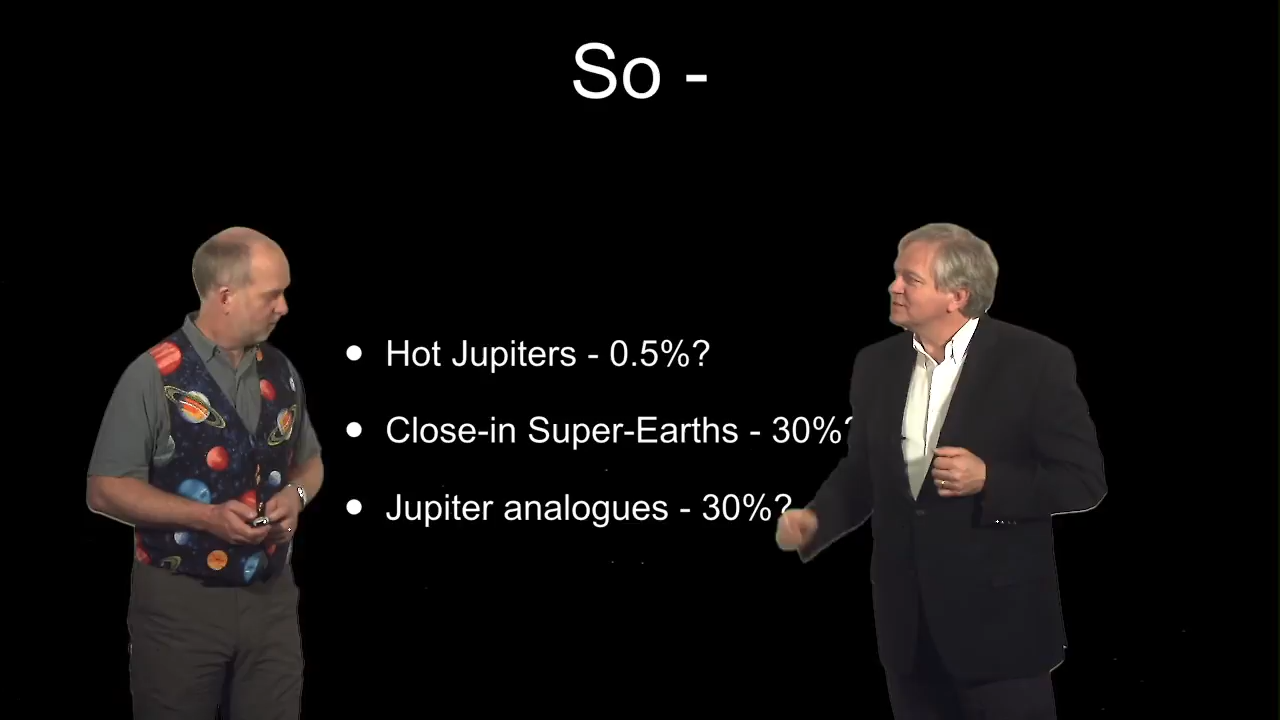 So -
Hot Jupiters - 0.5%?
Close-in Super-Earths - 30%?
Jupiter analogues - 30%?